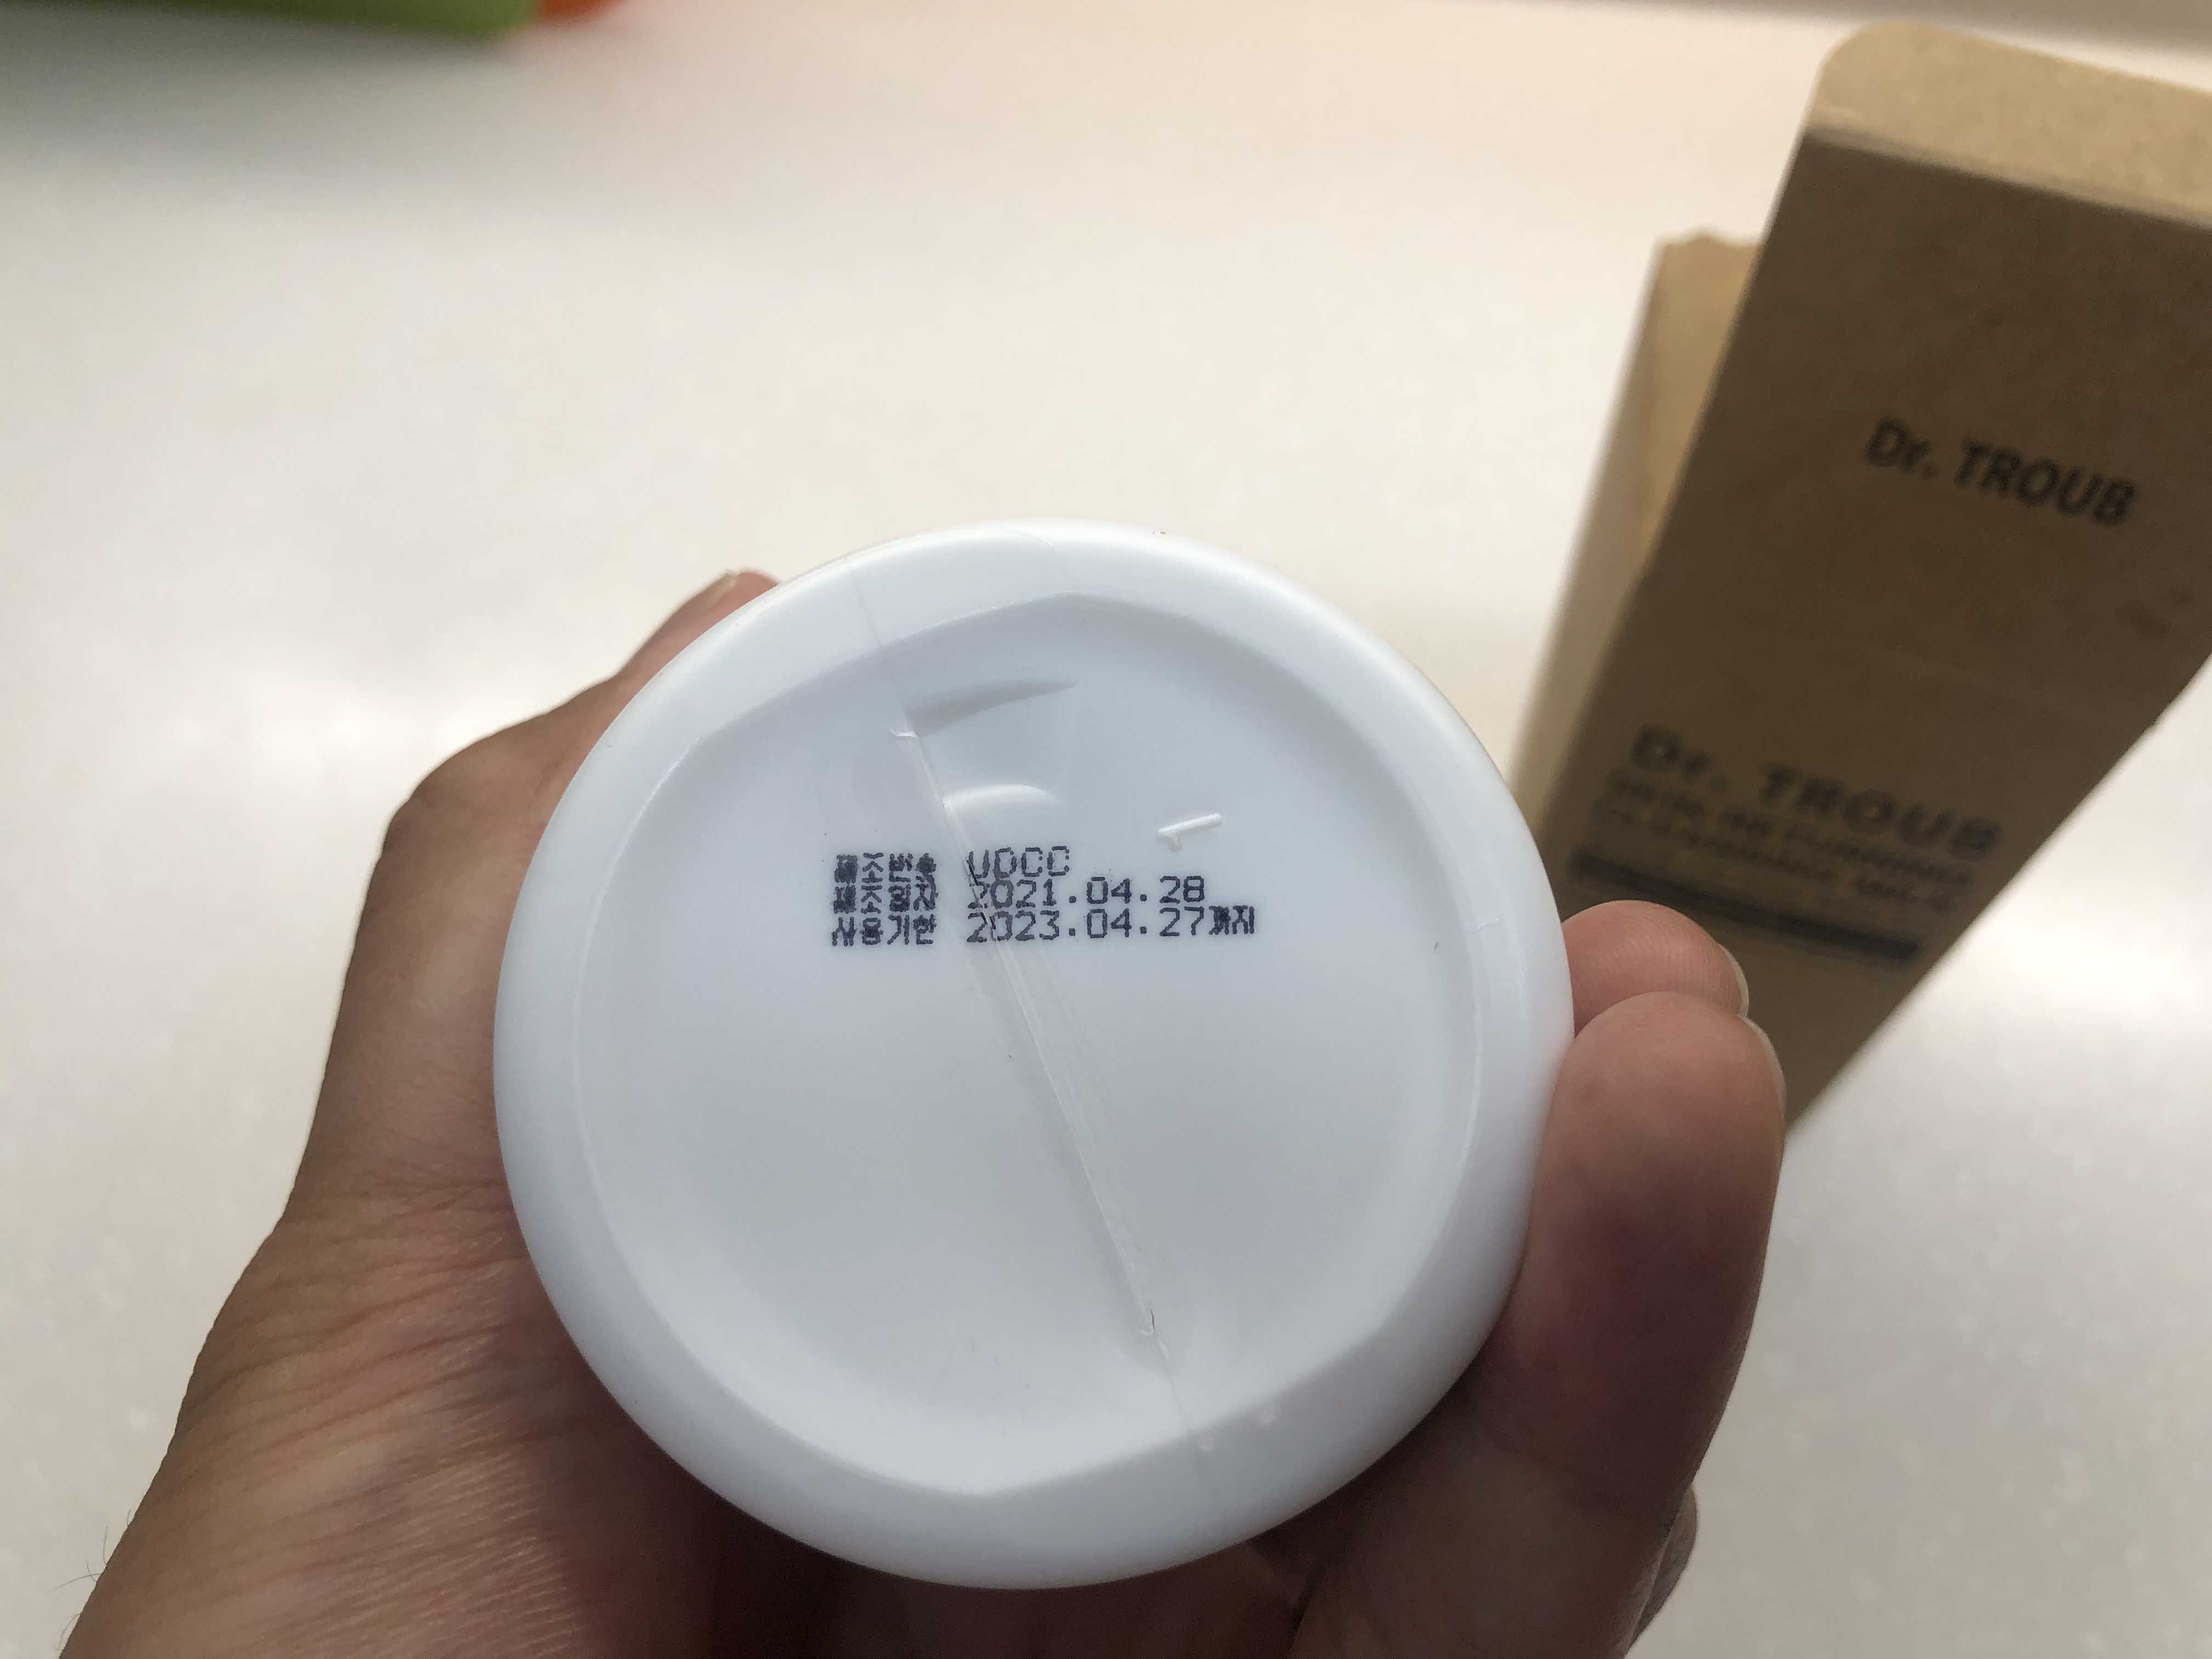 Dr. TROUB
Dr. TROUB
제조번호 UOCO
제조일자 2021.04.28
사용기한 2023.04.27까지